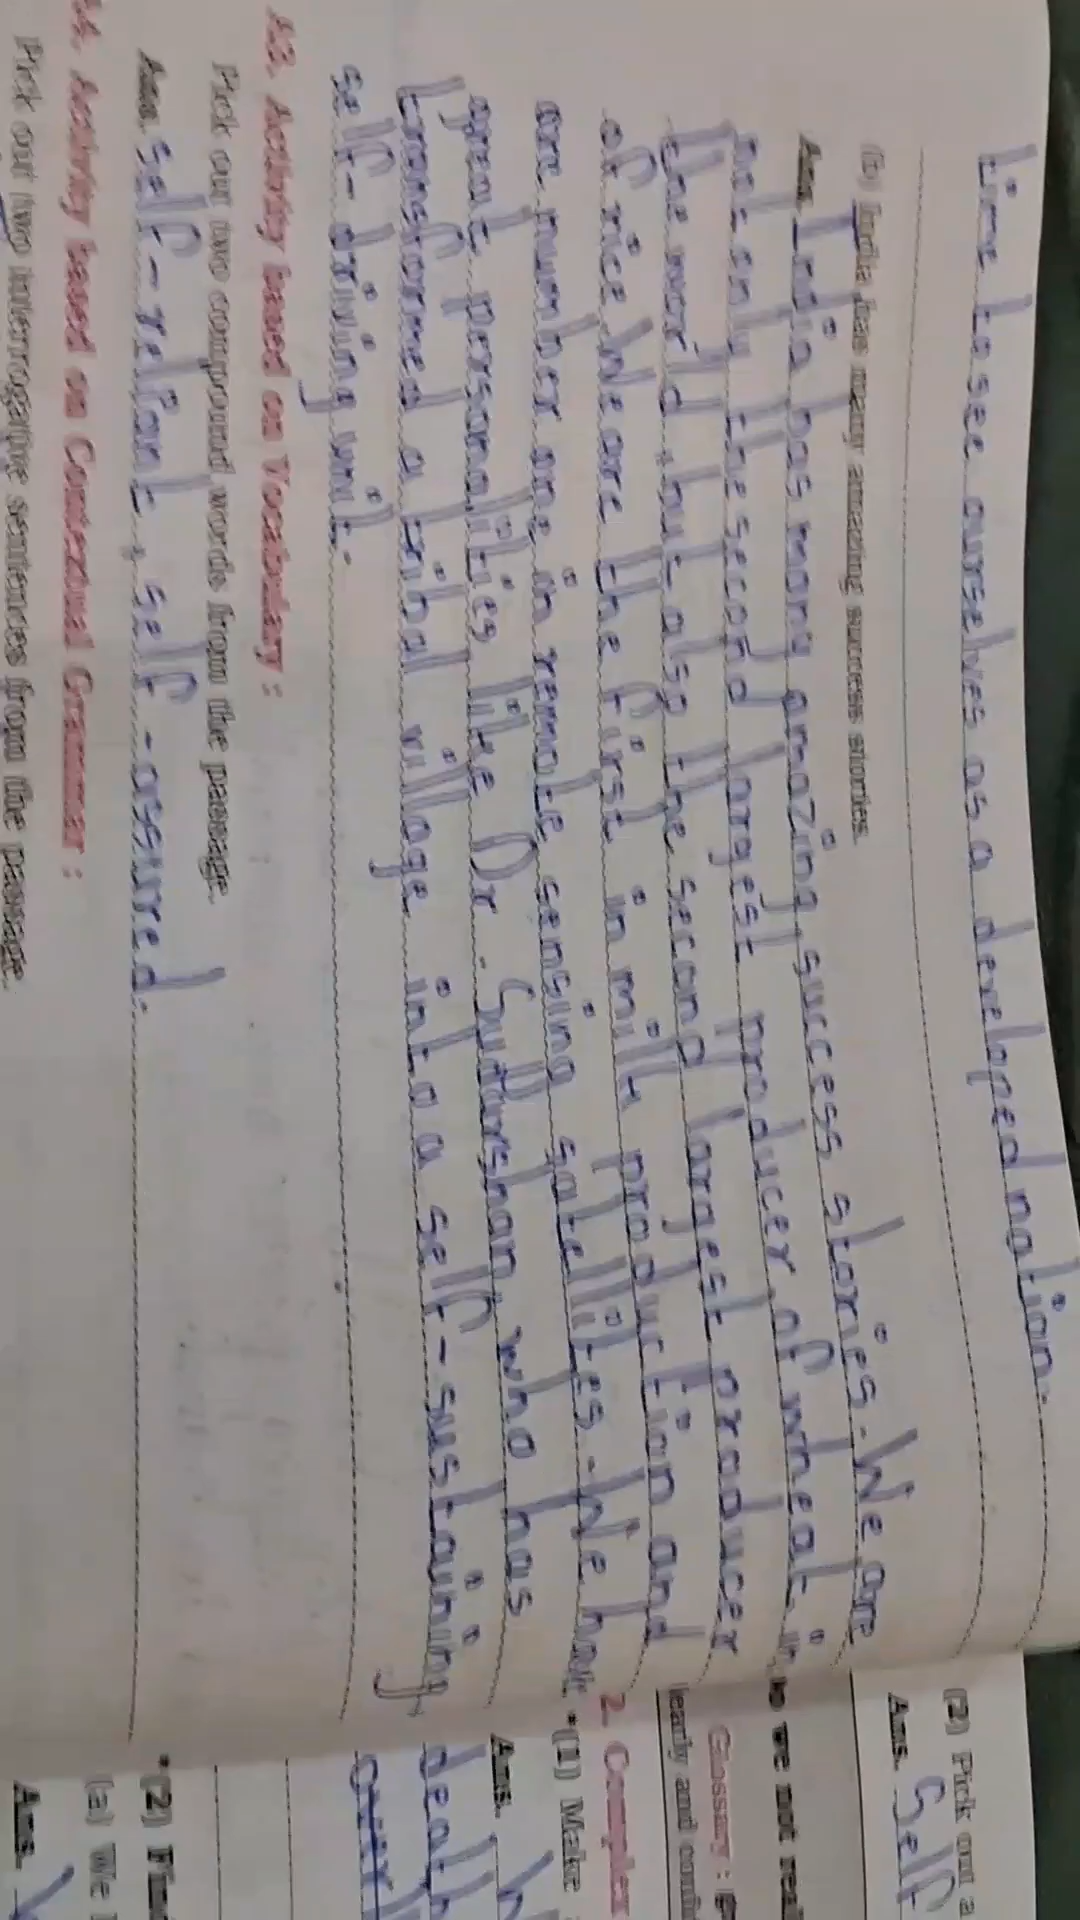 time to see ourselves as a developed nation.
(b) India has many amazing success stories.
Ans. India has many amazing success stories. We are
not only the second largest producer of wheat in
the world, but also the second largest producer
of rice. We are the first in milk production and
are number one in remote sensing satellites. We have
great personalities like Dr. Sudarshan who has
transformed a tribal village into a self-sustaining
self-driving unit.
A3. Activity based on Vocabulary :
Pick out two compound words from the passage.
Ans. self-reliant, self-assured.
A4. Activity based on Contextual Grammar :
Pick out two interrogative sentences from the passage.
(2) Pick out a
Ans. Self
we not
Glossary :
2. Complex
*(1) Make
Ans.
*(2)
(a) We
Ans.